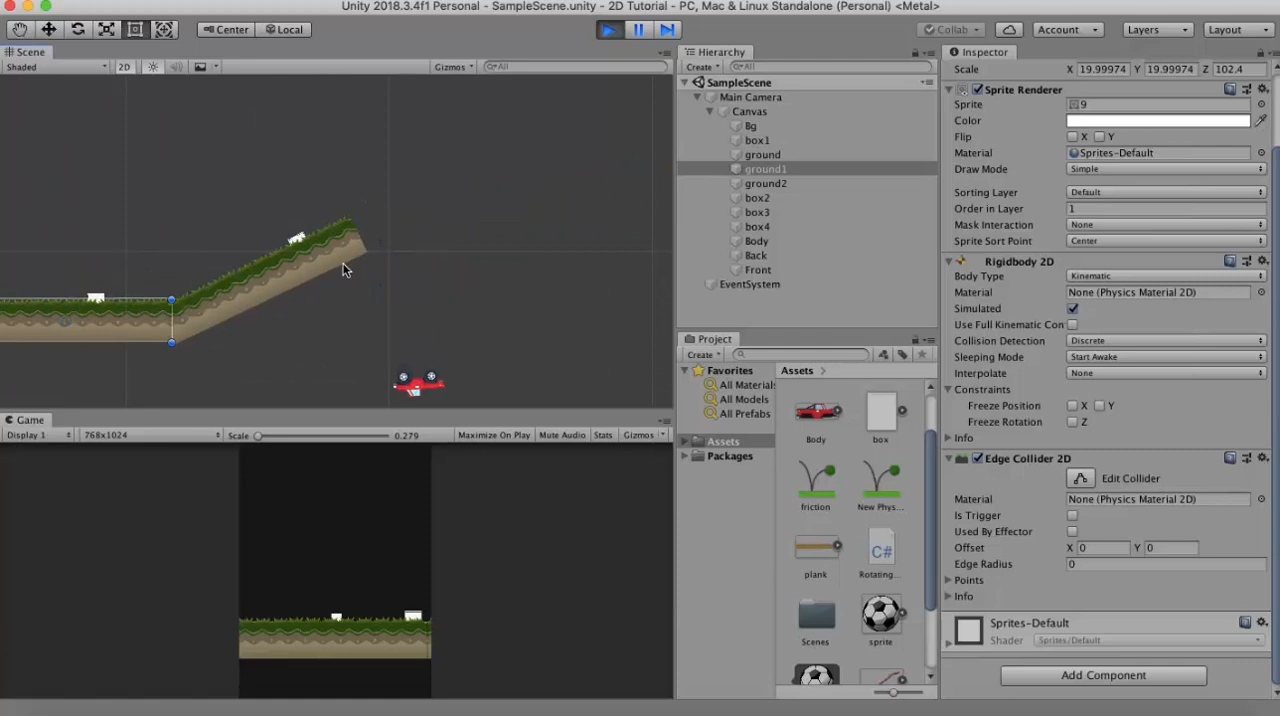 Unity 2018.3.4f1 Personal - SampleScene.unity - 2D Tutorial - PC, Mac & Linux Standalone (Personal) <Metal>
Center Local Collab Account Layers Layout
Scene
Shaded 2D Gizmos All
Hierarchy
Create All
SampleScene
Main Camera
Canvas
Bg
box1
ground
ground1
ground2
box2
box3
box4
Body
Back
Front
EventSystem
Inspector
Scale X 19.99974 Y 19.99974 Z 102.4
Sprite Renderer
Sprite 9
Color
Flip X Y
Material Sprites-Default
Draw Mode Simple
Sorting Layer Default
Order in Layer 1
Mask Interaction None
Sprite Sort Point Center
Rigidbody 2D
Body Type Kinematic
Material None (Physics Material 2D)
Simulated
Use Full Kinematic Con
Collision Detection Discrete
Sleeping Mode Start Awake
Interpolate None
Constraints
Freeze Position X Y
Freeze Rotation Z
Info
Edge Collider 2D
Edit Collider
Material None (Physics Material 2D)
Is Trigger
Used By Effector
Offset X 0 Y 0
Edge Radius 0
Points
Info
Sprites-Default
Shader Sprites/Default
Add Component
Game
Display 1 768x1024 Scale 0.279 Maximize On Play Mute Audio Stats Gizmos
Project
Create
Favorites
All Materials
All Models
All Prefabs
Assets
Packages
Assets
Body box
friction New Phys...
C#
plank Rotating...
Scenes sprite